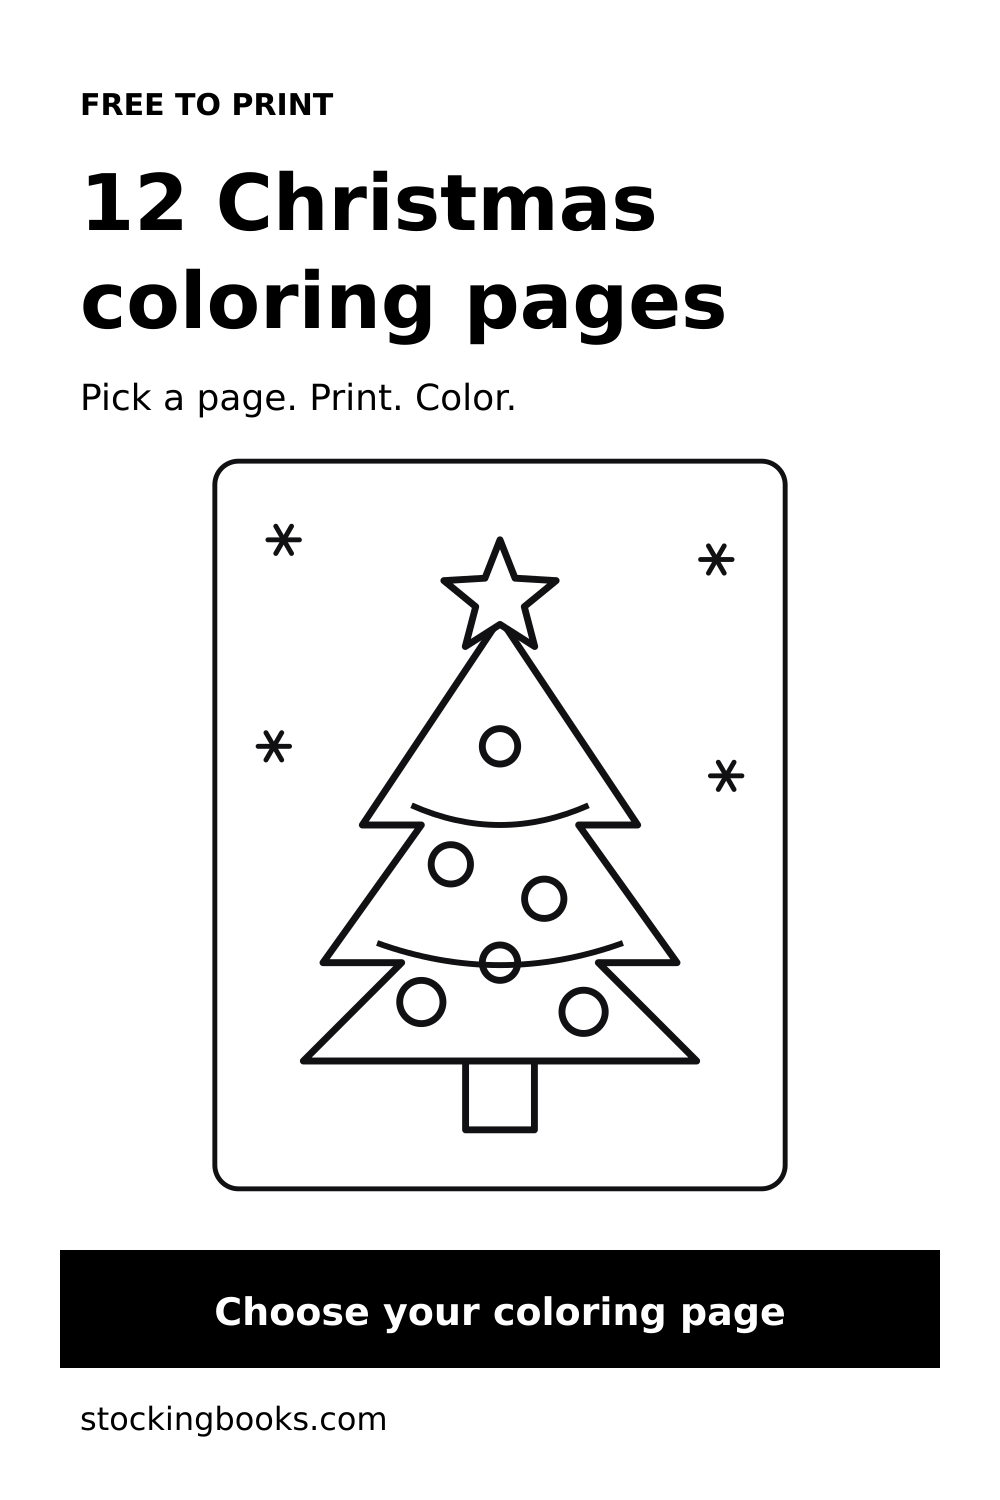 FREE TO PRINT
12 Christmas
coloring pages
Pick a page. Print. Color.
Choose your coloring page
stockingbooks.com